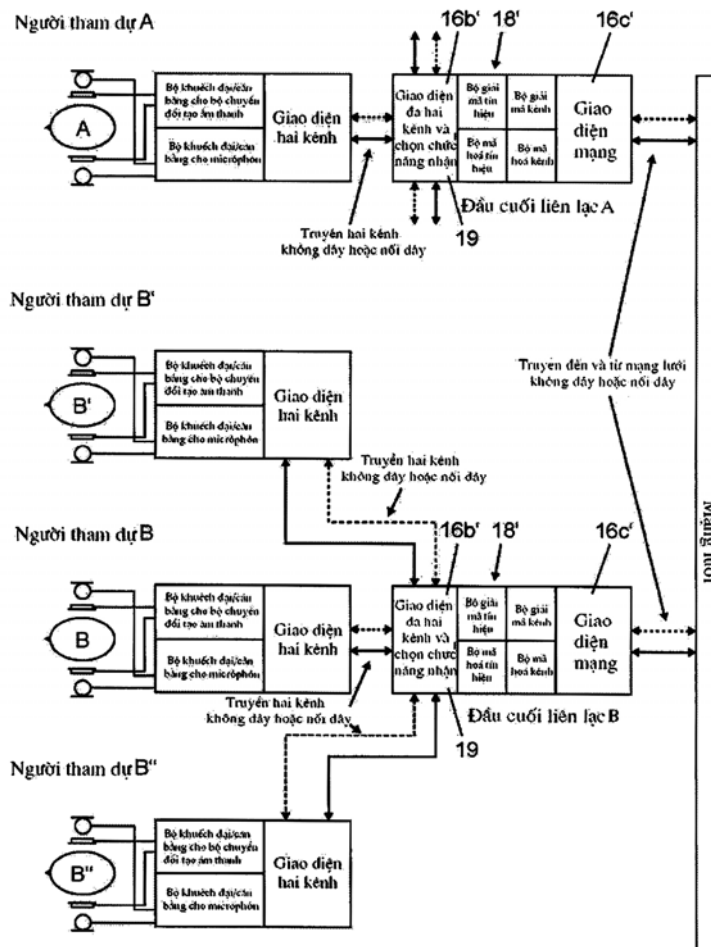 Người tham dự A
16b'
18'
16c'
A
Bộ khuếch đại/cân
bằng cho bộ chuyển
đổi tạo âm thanh
Bộ khuếch đại/cân
bằng cho microphón
Giao diện
hai kênh
Giao diện
đa hai
kênh và
chọn chức
năng nhận
Bộ giải
mã tín
hiệu
Bộ giải
mã kênh
Bộ mã
hoá tín
hiệu
Bộ mã
hoá kênh
Giao
diện
mạng
Đầu cuối liên lạc A
19
Truyền hai kênh
không dây hoặc nối dây
Người tham dự B'
B'
Bộ khuếch đại/cân
bằng cho bộ chuyển
đổi tạo âm thanh
Bộ khuếch đại/cân
bằng cho microphón
Giao diện
hai kênh
Truyền đến và từ mạng lưới
không dây hoặc nối dây
Mạng lưới
Truyền hai kênh
không dây hoặc nối dây
Người tham dự B
16b'
18'
16c'
B
Bộ khuếch đại/cân
bằng cho bộ chuyển
đổi tạo âm thanh
Bộ khuếch đại/cân
bằng cho microphón
Giao diện
hai kênh
Giao diện
đa hai
kênh và
chọn chức
năng nhận
Bộ giải
mã tín
hiệu
Bộ giải
mã kênh
Bộ mã
hoá tín
hiệu
Bộ mã
hoá kênh
Giao diện
mạng
Đầu cuối liên lạc B
19
Truyền hai kênh
không dây hoặc nối dây
Người tham dự B"
B"
Bộ khuếch đại/cân
bằng cho bộ chuyển
đổi tạo âm thanh
Bộ khuếch đại/cân
bằng cho microphón
Giao diện
hai kênh